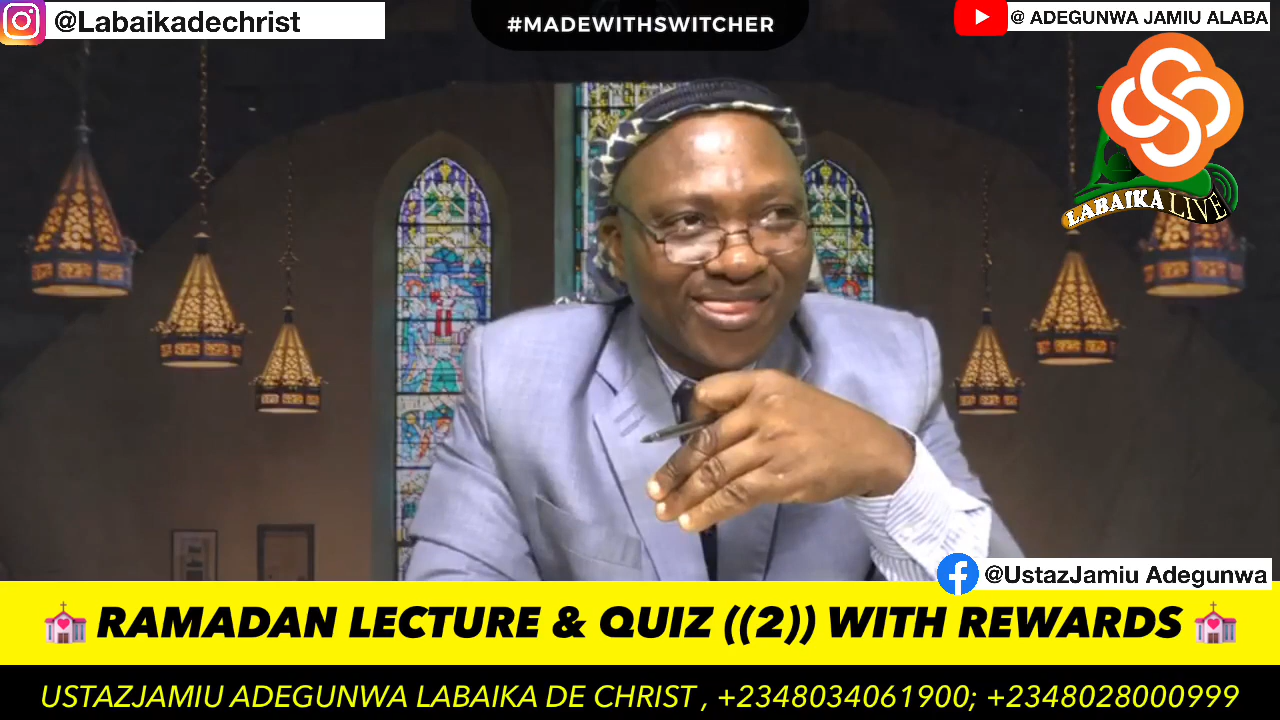 @Labaikadechrist
#MADEWITHSWITCHER
@ ADEGUNWA JAMIU ALABA
LABAIKA LIVE
@UstazJamiu Adegunwa
RAMADAN LECTURE & QUIZ ((2)) WITH REWARDS
USTAZJAMIU ADEGUNWA LABAIKA DE CHRIST , +2348034061900; +2348028000999